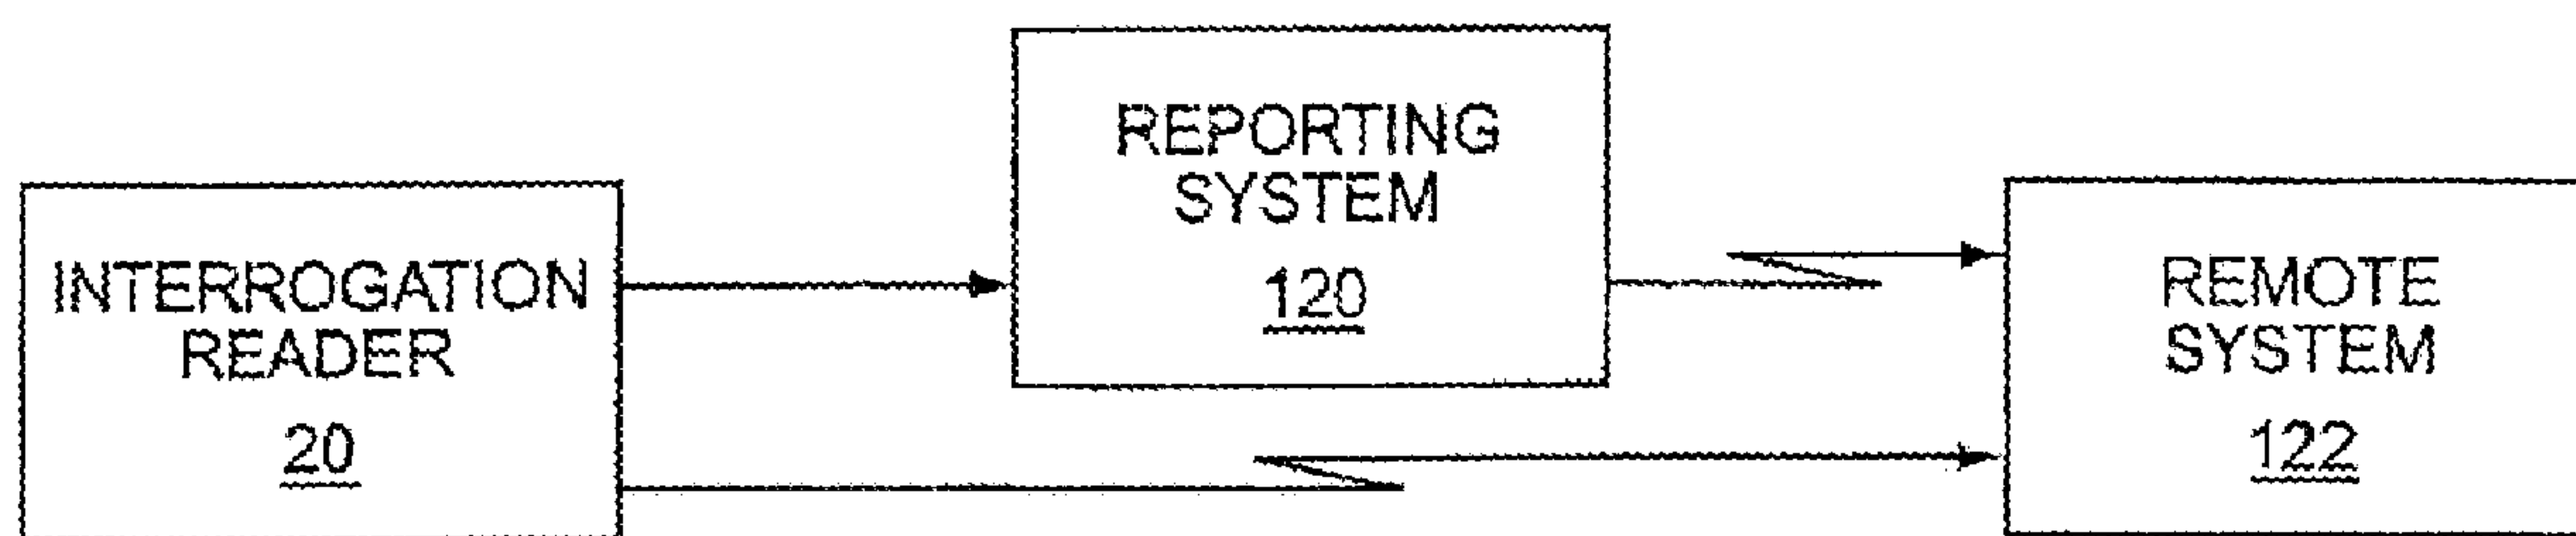 INTERROGATION
READER
20
REPORTING
SYSTEM
120
REMOTE
SYSTEM
122